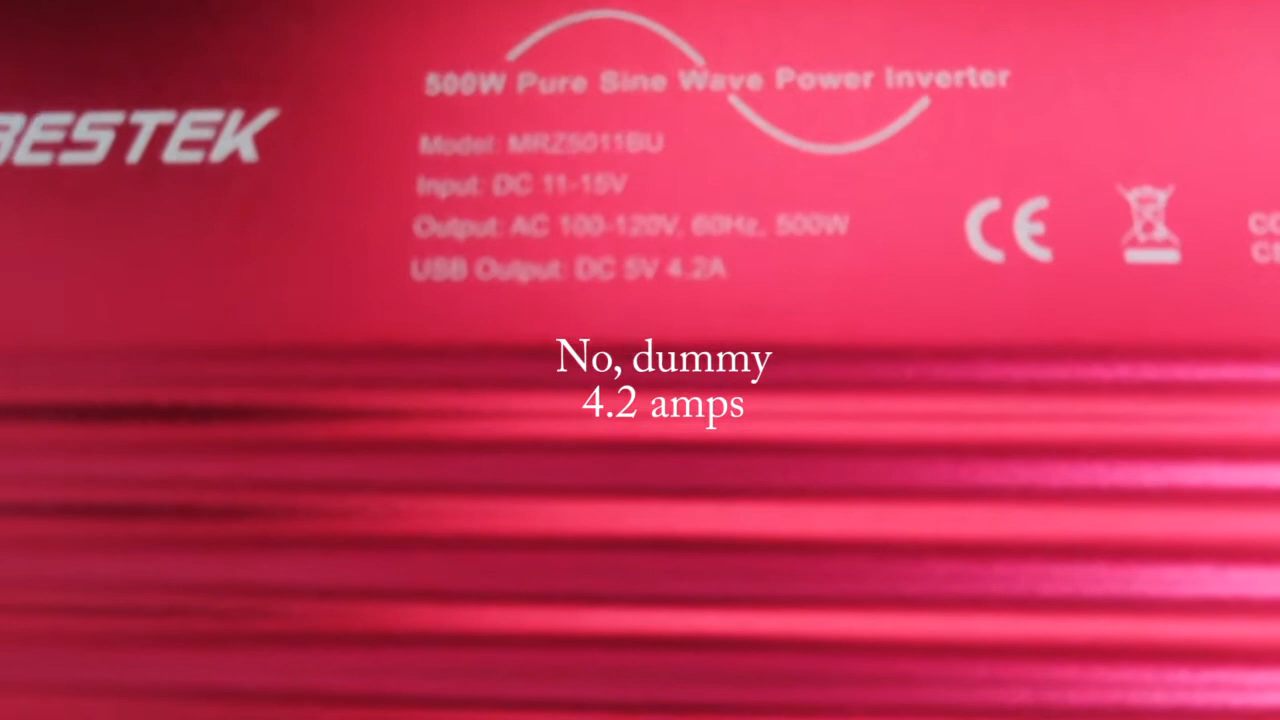 500W Pure Sine Wave Power Inverter
BESTEK
Model: MRZ5011BU
Input: DC 11-15V
Output: AC 100-120V, 60Hz, 500W
USB Output: DC 5V 4.2A
CE
No, dummy
4.2 amps